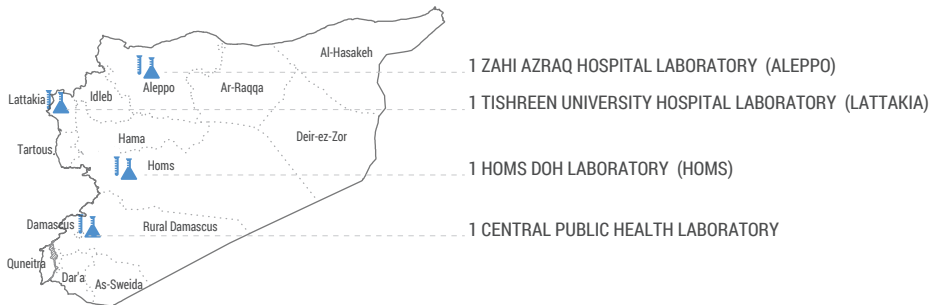 Al-Hasakeh
Aleppo
Ar-Raqqa
Idleb
Lattakia
Deir-ez-Zor
Hama
Tartous
Homs
Damascus
Rural Damascus
Quneitra
Dar'a
As-Sweida
1 ZAHI AZRAQ HOSPITAL LABORATORY (ALEPPO)
1 TISHREEN UNIVERSITY HOSPITAL LABORATORY (LATTAKIA)
1 HOMS DOH LABORATORY (HOMS)
1 CENTRAL PUBLIC HEALTH LABORATORY